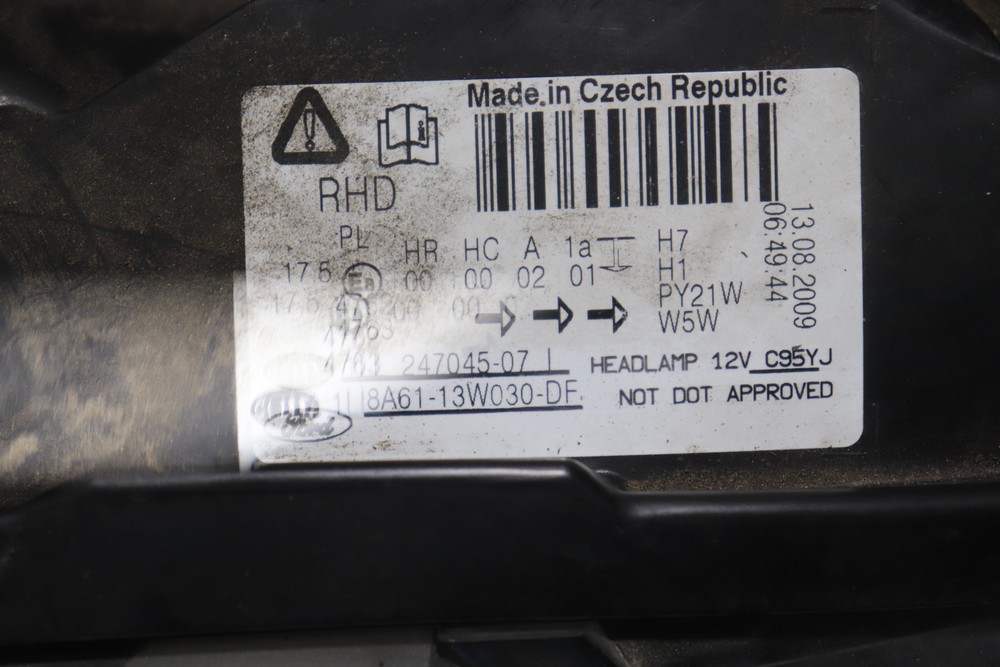 Made in Czech Republic
RHD
PL HR HC A 1a H7
17.5 00 00 02 01 H1
PY21W
W5W
13.08.2009
06:49:44
247045-07 L HEADLAMP 12V C95YJ
8A61-13W030-DF NOT DOT APPROVED
Ford